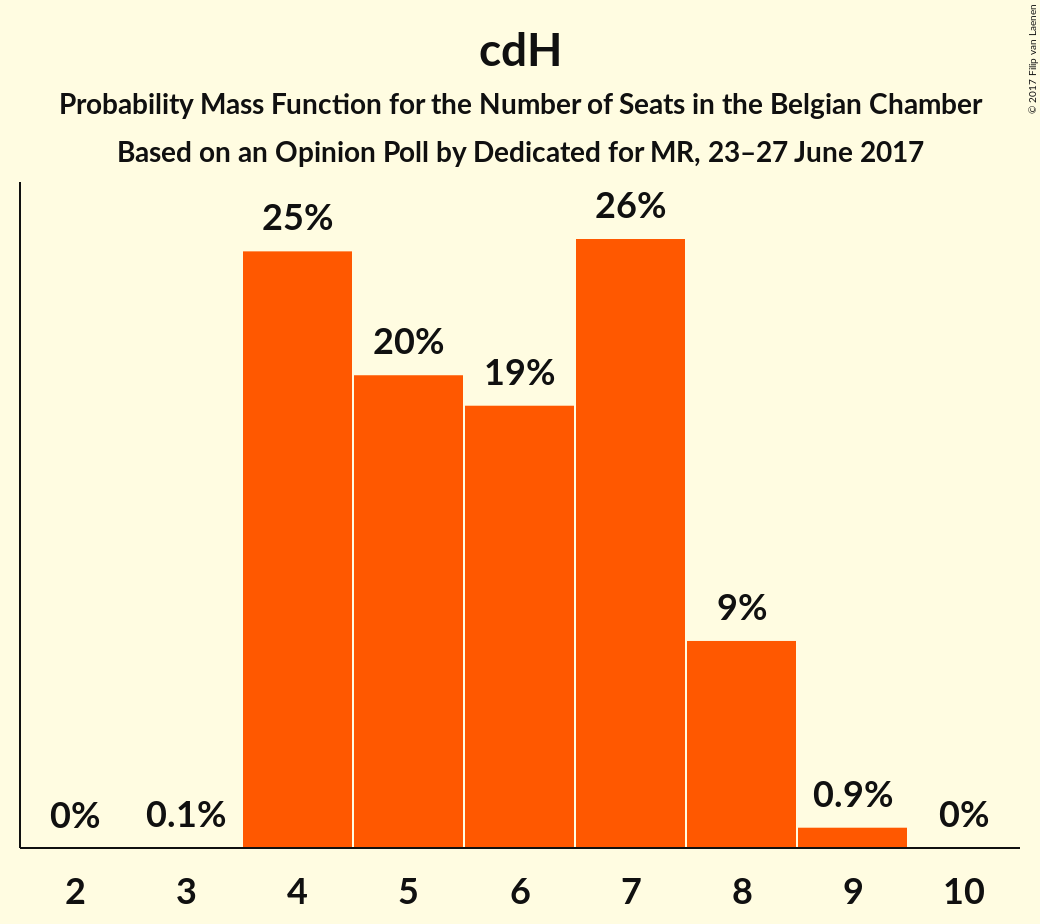 cdH
Probability Mass Function for the Number of Seats in the Belgian Chamber
Based on an Opinion Poll by Dedicated for MR, 23–27 June 2017
© 2017 Filip van Laenen
0% 0.1% 25% 20% 19% 26% 9% 0.9% 0%
2 3 4 5 6 7 8 9 10